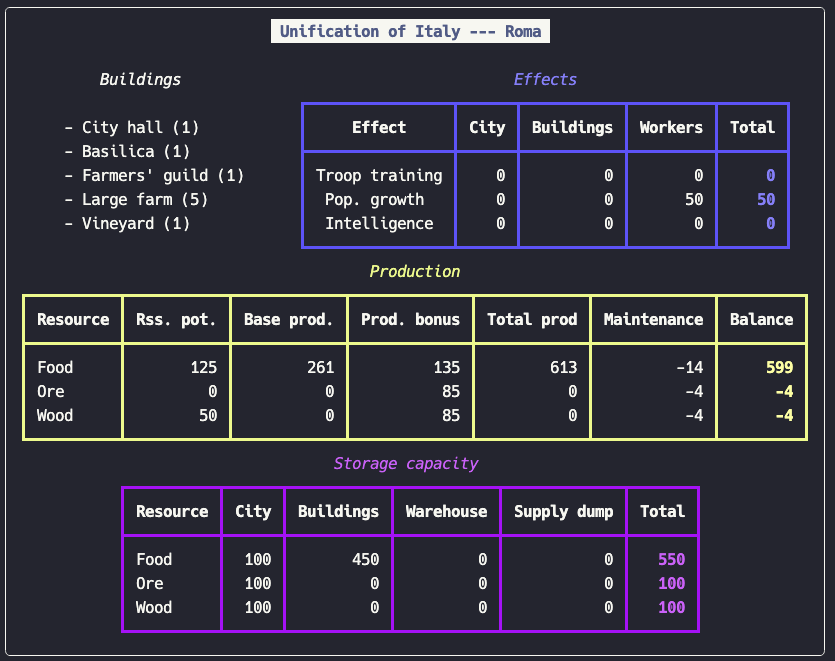 Unification of Italy --- Roma
Buildings
- City hall (1)
- Basilica (1)
- Farmers' guild (1)
- Large farm (5)
- Vineyard (1)
Effects
Effect City Buildings Workers Total
Troop training 0 0 0 0
Pop. growth 0 0 50 50
Intelligence 0 0 0 0
Production
Resource Rss. pot. Base prod. Prod. bonus Total prod Maintenance Balance
Food 125 261 135 613 -14 599
Ore 0 0 85 0 -4 -4
Wood 50 0 85 0 -4 -4
Storage capacity
Resource City Buildings Warehouse Supply dump Total
Food 100 450 0 0 550
Ore 100 0 0 0 100
Wood 100 0 0 0 100